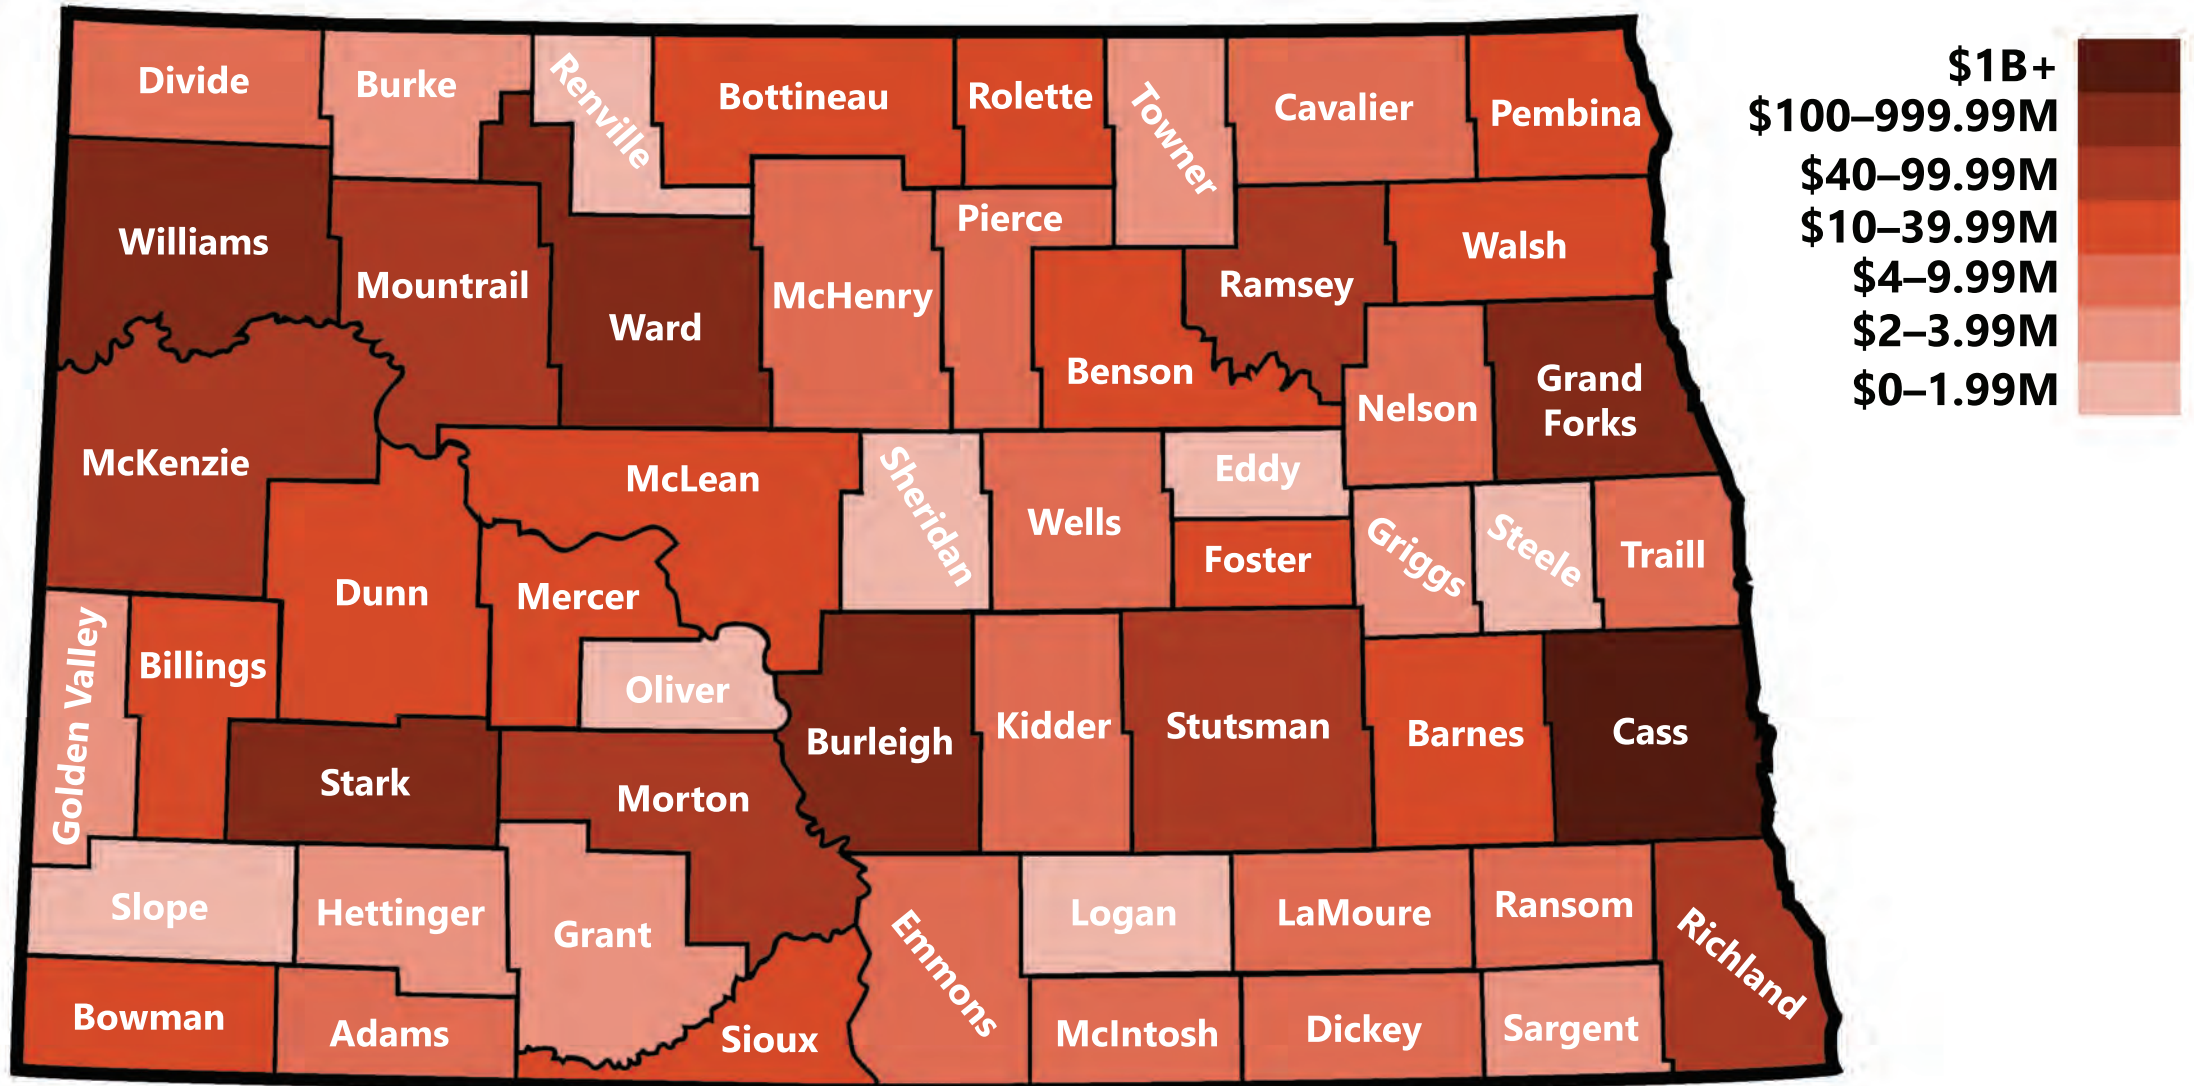 Divide
Burke
Renville
Bottineau
Rolette
Towner
Cavalier
Pembina
$1B+
$100–999.99M
$40–99.99M
$10–39.99M
$4–9.99M
$2–3.99M
$0–1.99M
Williams
Mountrail
Ward
McHenry
Pierce
Benson
Ramsey
Walsh
Nelson
Grand
Forks
McKenzie
McLean
Sheridan
Wells
Eddy
Foster
Griggs
Steele
Traill
Dunn
Mercer
Golden Valley
Billings
Oliver
Stark
Morton
Burleigh
Kidder
Stutsman
Barnes
Cass
Slope
Hettinger
Grant
Emmons
Logan
LaMoure
Ransom
Richland
Bowman
Adams
Sioux
McIntosh
Dickey
Sargent